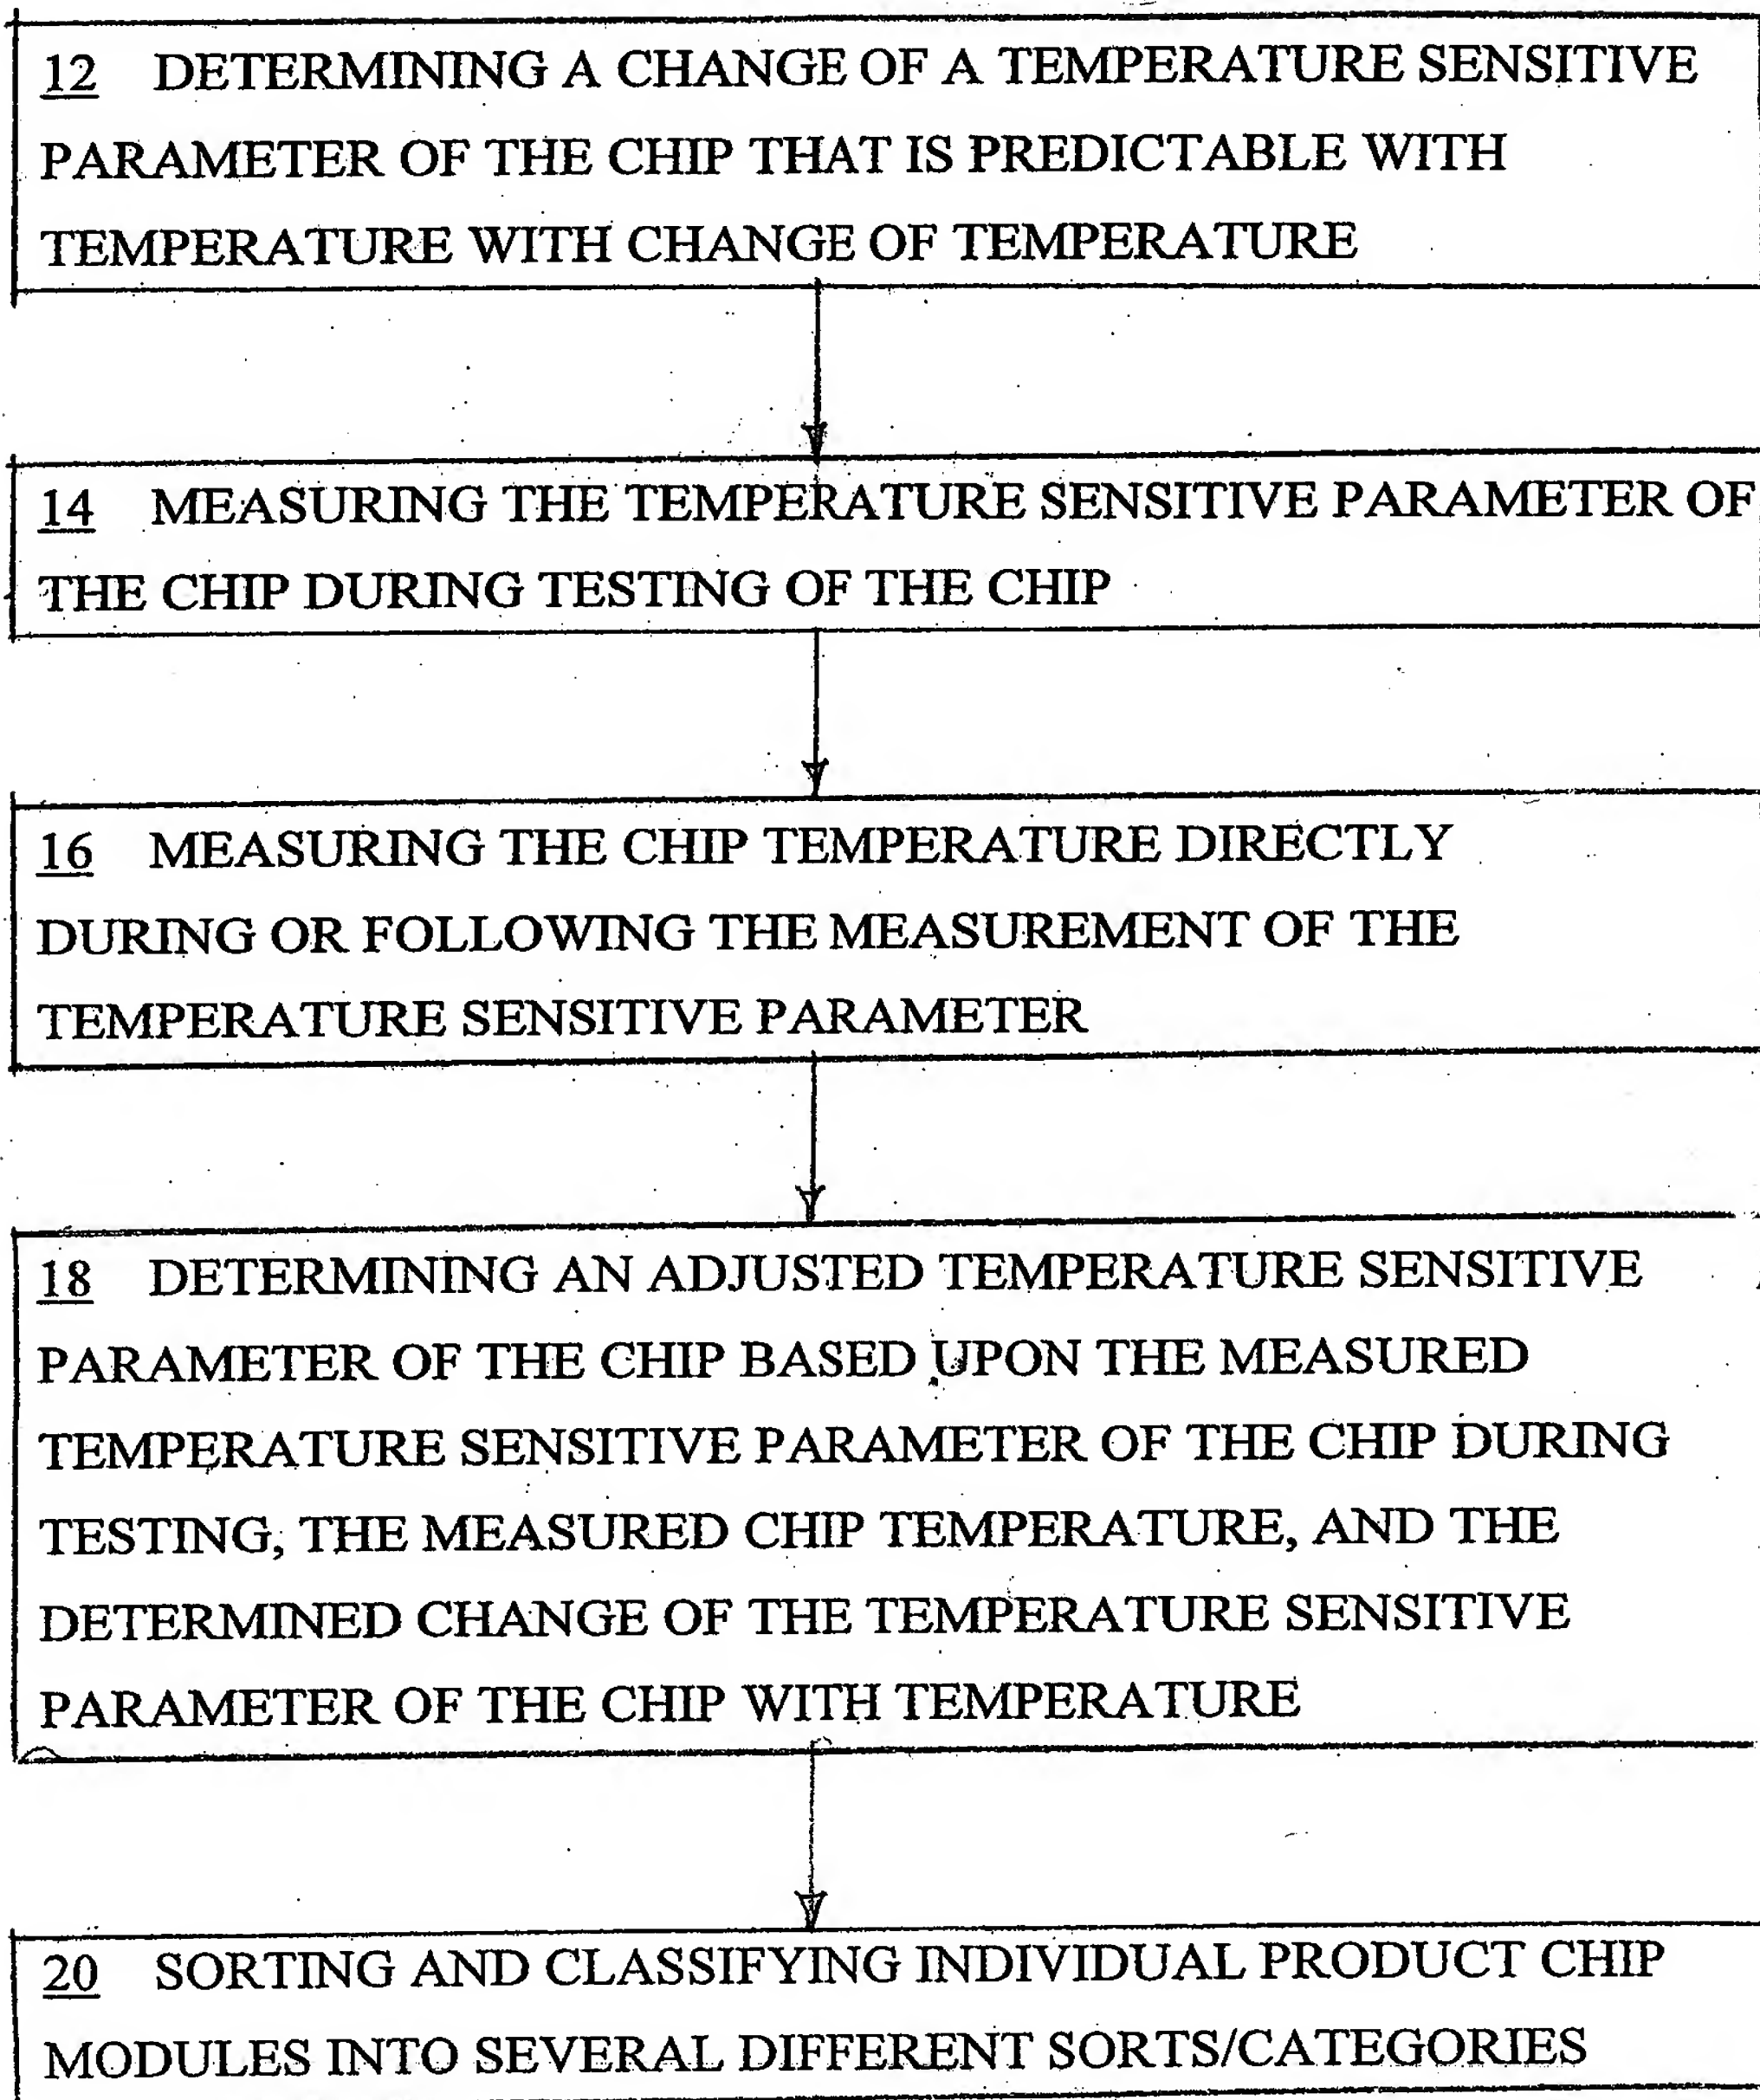 12 DETERMINING A CHANGE OF A TEMPERATURE SENSITIVE
PARAMETER OF THE CHIP THAT IS PREDICTABLE WITH
TEMPERATURE WITH CHANGE OF TEMPERATURE
14 MEASURING THE TEMPERATURE SENSITIVE PARAMETER OF
THE CHIP DURING TESTING OF THE CHIP
16 MEASURING THE CHIP TEMPERATURE DIRECTLY
DURING OR FOLLOWING THE MEASUREMENT OF THE
TEMPERATURE SENSITIVE PARAMETER
18 DETERMINING AN ADJUSTED TEMPERATURE SENSITIVE
PARAMETER OF THE CHIP BASED UPON THE MEASURED
TEMPERATURE SENSITIVE PARAMETER OF THE CHIP DURING
TESTING, THE MEASURED CHIP TEMPERATURE, AND THE
DETERMINED CHANGE OF THE TEMPERATURE SENSITIVE
PARAMETER OF THE CHIP WITH TEMPERATURE
20 SORTING AND CLASSIFYING INDIVIDUAL PRODUCT CHIP
MODULES INTO SEVERAL DIFFERENT SORTS/CATEGORIES